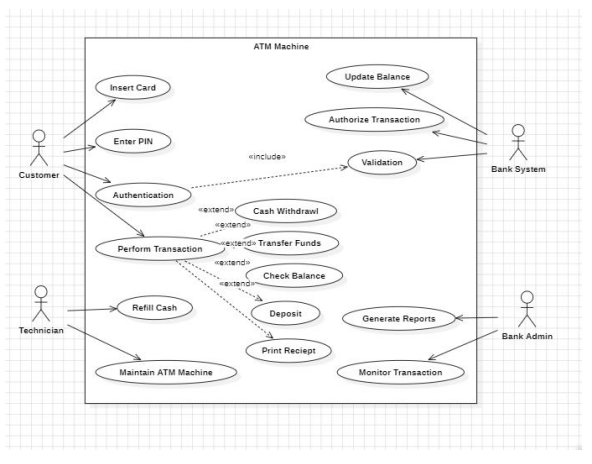 ATM Machine
Insert Card
Update Balance
Authorize Transaction
Enter PIN
Customer
Bank System
«include»
Validation
Authentication
«extend»
Cash Withdrawl
«extend»
Perform Transaction
«extend»
Transfer Funds
«extend»
Check Balance
«extend»
Technician
Refill Cash
Deposit
Generate Reports
Bank Admin
Print Reciept
Maintain ATM Machine
Monitor Transaction